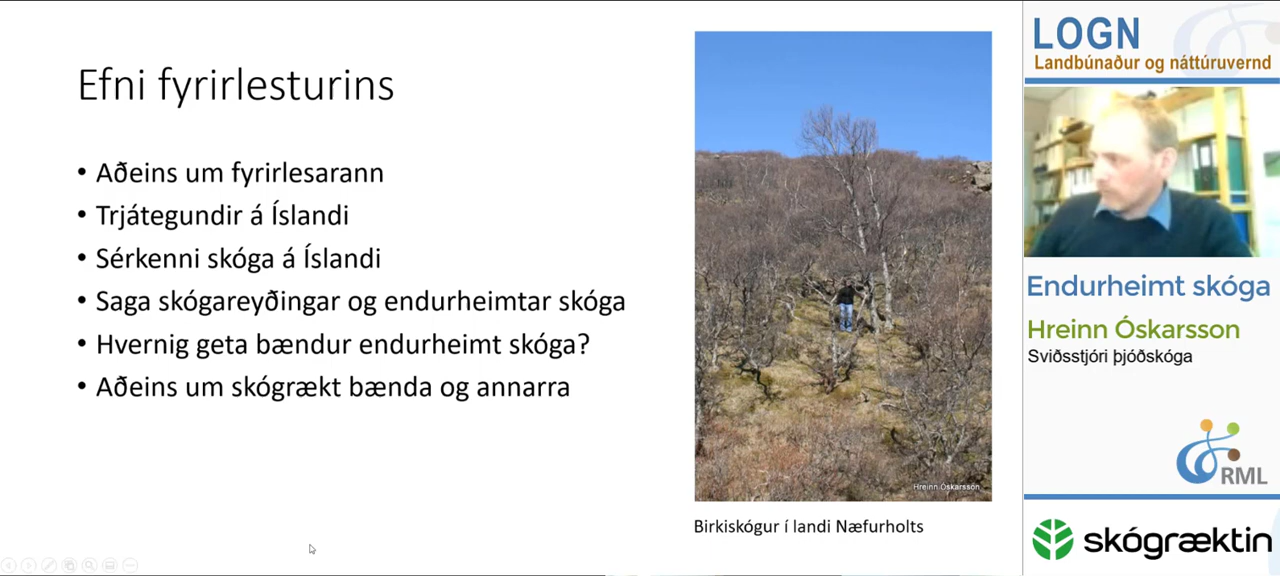 Efni fyrirlesturins
• Aðeins um fyrirlesarann
• Trjátegundir á Íslandi
• Sérkenni skóga á Íslandi
• Saga skógareyðingar og endurheimtar skóga
• Hvernig geta bændur endurheimt skóga?
• Aðeins um skógrækt bænda og annarra
Hreinn Óskarsson
Birkiskógur í landi Næfurholts
LOGN
Landbúnaður og náttúruvernd
Endurheimt skóga
Hreinn Óskarsson
Sviðsstjóri þjóðskóga
RML
skógræktin